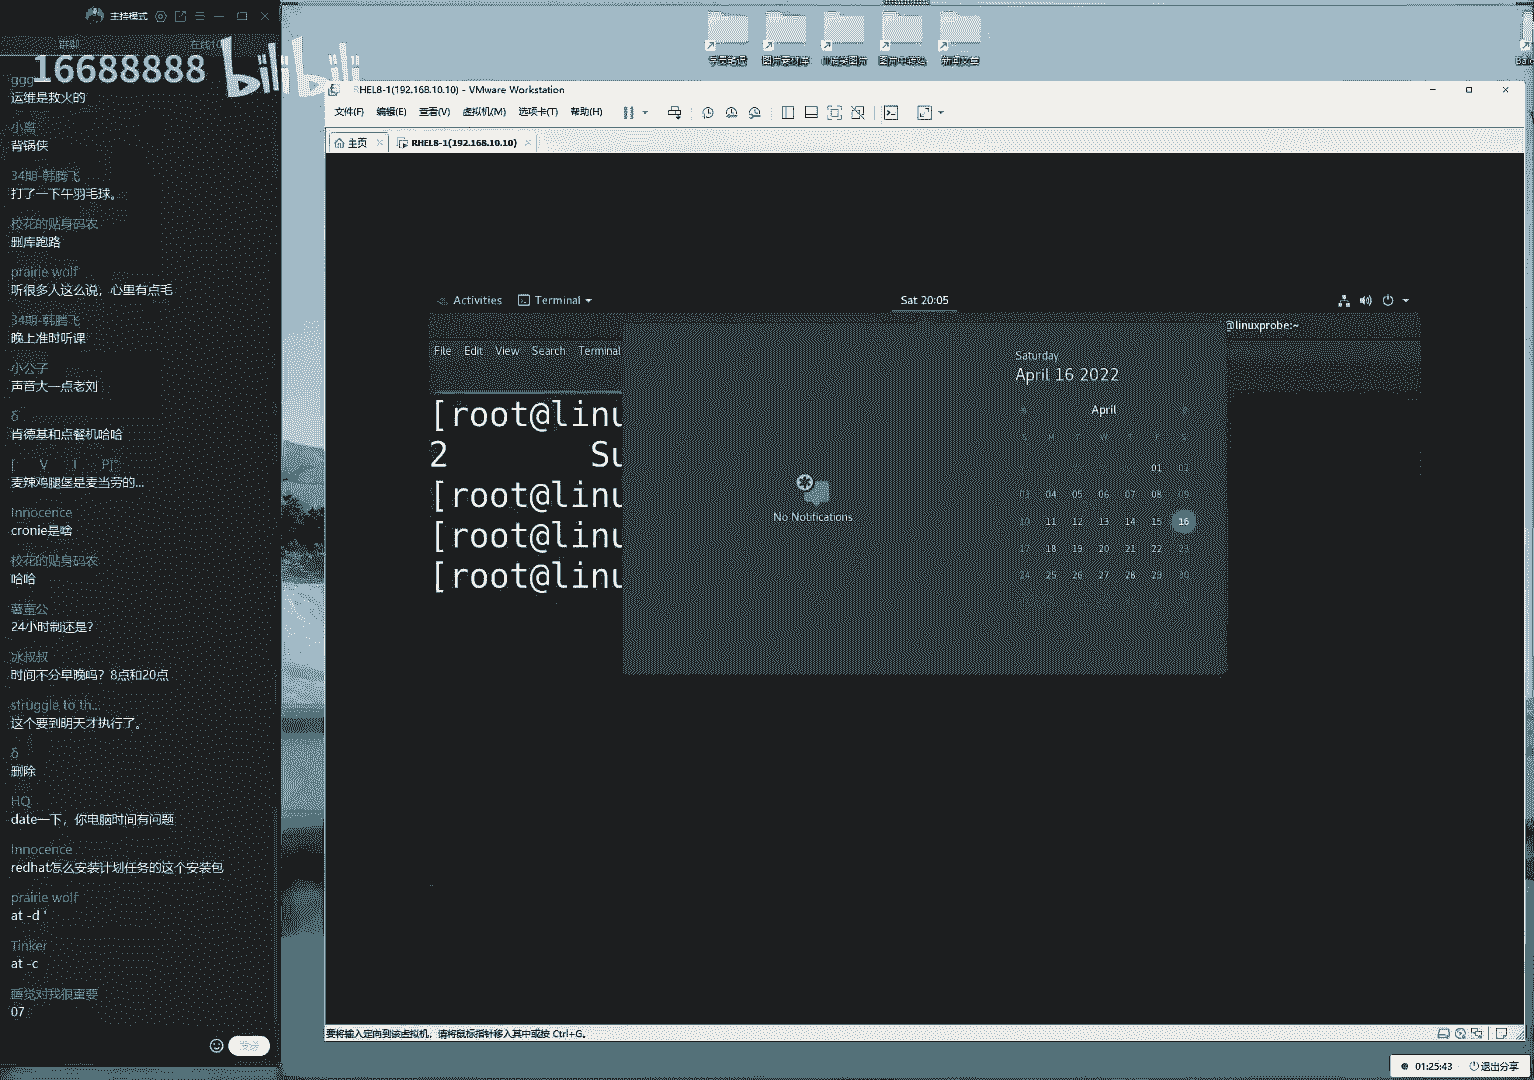 主持模式
群聊
16688888
bilibili
ggg
运维是救火的
小离
背锅侠
34期-韩腾飞
打了一下午羽毛球。
校花的贴身码农
删库跑路
prairie wolf
听很多人这么说，心里有点毛
34期-韩腾飞
晚上准时听课
小公子
声音大一点老刘
δ
肯德基和点餐机哈哈
麦辣鸡腿堡是麦当劳的...
Innocence
cronie是啥
校花的贴身码农
哈哈
24小时制还是？
冰叔叔
时间不分早晚吗？8点和20点
struggle to th...
这个要到明天才执行了。
δ
删除
HQ
date一下，你电脑时间有问题
Innocence
redhat怎么安装计划任务的这个安装包
prairie wolf
at -d '
Tinker
at -c
睡觉对我很重要
07
发送
图片素材库
RHEL8-1(192.168.10.10) - VMware Workstation
文件(F) 编辑(E) 查看(V) 虚拟机(M) 选项卡(T) 帮助(H)
主页
RHEL8-1(192.168.10.10)
Activities Terminal Sat 20:05
@linuxprobe:~
File Edit View Search Terminal
[root@linu
2 Su
[root@linu
[root@linu
[root@linu
No Notifications
Saturday
April 16 2022
April
S M T W T F S
01 02
03 04 05 06 07 08 09
10 11 12 13 14 15 16
17 18 19 20 21 22 23
24 25 26 27 28 29 30
要将输入定向到该虚拟机，请将鼠标指针移入其中或按 Ctrl+G。
01:25:43 退出分享